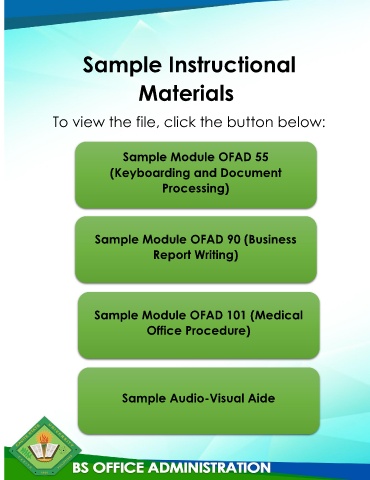 Sample Instructional
Materials
To view the file, click the button below:
Sample Module OFAD 55
(Keyboarding and Document
Processing)
Sample Module OFAD 90 (Business
Report Writing)
Sample Module OFAD 101 (Medical
Office Procedure)
Sample Audio-Visual Aide
BS OFFICE ADMINISTRATION